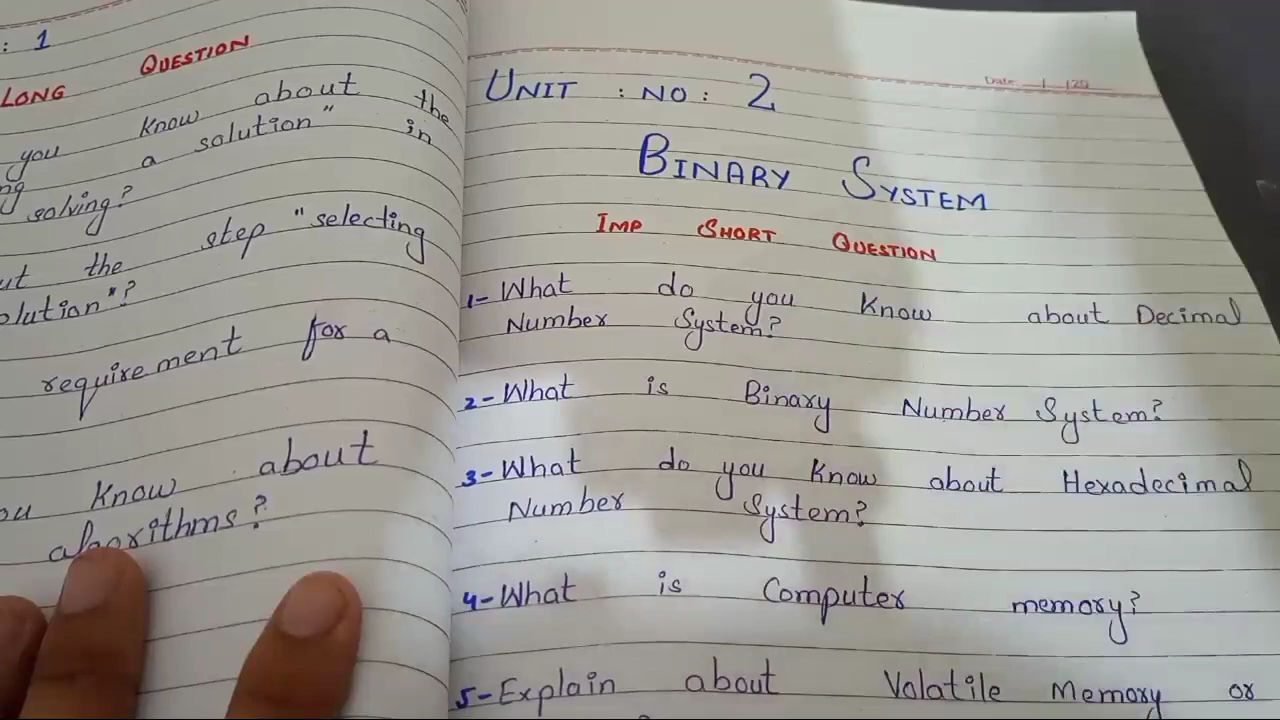 : 1
LONG QUESTION
you know about the
a solution" in
solving?
the step "selecting
olution"?
requirement for a
know about
algorithms?
UNIT : NO : 2
Date
BINARY SYSTEM
IMP SHORT QUESTION
1- What do you know about Decimal
Number System?
2- What is Binary Number System?
3- What do you know about Hexadecimal
Number System?
4- What is Computer memory?
5- Explain about Volatile Memory or